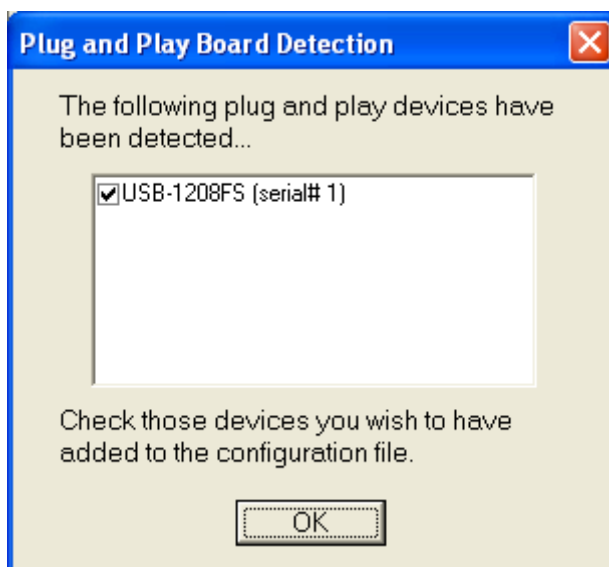 Plug and Play Board Detection
The following plug and play devices have
been detected...
USB-1208FS (serial# 1)
Check those devices you wish to have
added to the configuration file.
OK